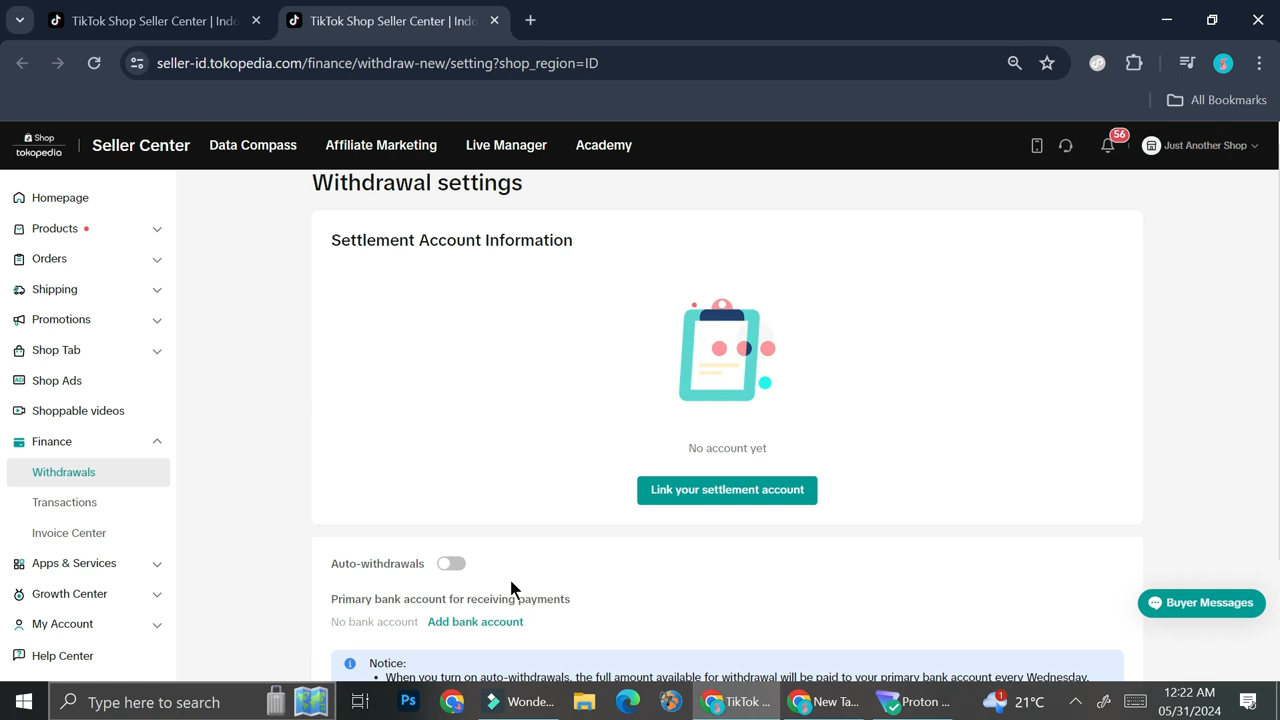 TikTok Shop Seller Center | Indo
TikTok Shop Seller Center | Indo
seller-id.tokopedia.com/finance/withdraw-new/setting?shop_region=ID
All Bookmarks
Shop
tokopedia
Seller Center
Data Compass
Affiliate Marketing
Live Manager
Academy
56
Just Another Shop
Homepage
Products
Orders
Shipping
Promotions
Shop Tab
Shop Ads
Shoppable videos
Finance
Withdrawals
Transactions
Invoice Center
Apps & Services
Growth Center
My Account
Help Center
Withdrawal settings
Settlement Account Information
No account yet
Link your settlement account
Auto-withdrawals
Primary bank account for receiving payments
No bank account Add bank account
Notice:
• When you turn on auto-withdrawals, the full amount available for withdrawal will be paid to your primary bank account every Wednesday.
Buyer Messages
Type here to search
Ps
Wonde...
TikTok ...
New Ta...
Proton ...
1
21°C
12:22 AM
05/31/2024